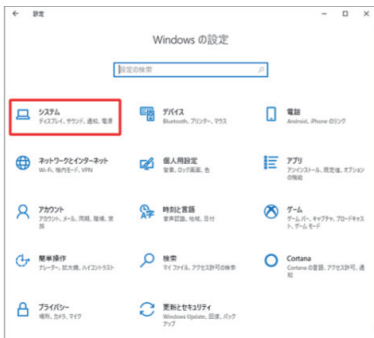 ← 設定
Windows の設定
設定の検索
システム
ディスプレイ、サウンド、通知、電源
デバイス
Bluetooth、プリンター、マウス
電話
Android, iPhone のリンク
ネットワークとインターネット
Wi-Fi、機内モード、VPN
個人用設定
背景、ロック画面、色
アプリ
アンインストール、既定値、オプション
の機能
アカウント
アカウント、メール、同期、職場、家
族
時刻と言語
音声認識、地域、日付
ゲーム
ゲーム バー、キャプチャ、ブロードキャス
ト、ゲーム モード
簡単操作
ナレーター、拡大鏡、ハイコントラスト
検索
マイ ファイル、アクセス許可の検索
Cortana
Cortana の言語、アクセス許可、通
知
プライバシー
場所、カメラ、マイク
更新とセキュリティ
Windows Update、回復、バック
アップ